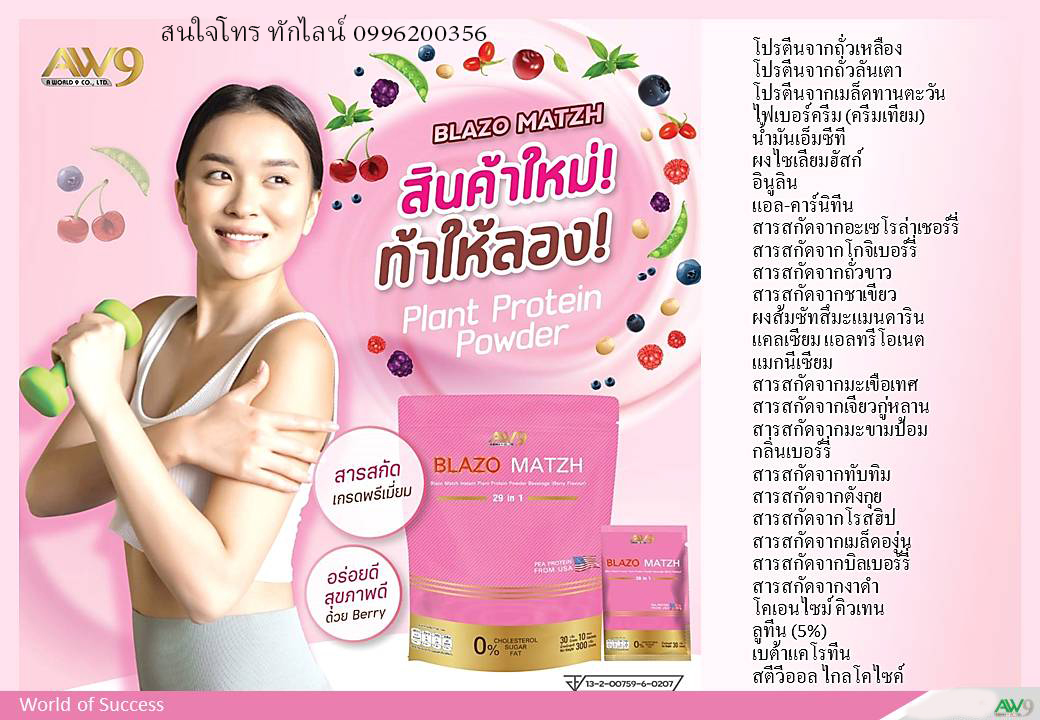 สนใจโทร ทักไลน์ 0996200356
AW9
A WORLD 9 CO., LTD.
BLAZO MATZH
สินค้าใหม่!
ท้าให้ลอง!
Plant Protein
Powder
สารสกัด
เกรดพรีเมี่ยม
อร่อยดี
สุขภาพดี
ด้วย Berry
AW9
BLAZO MATZH
Blazo Matzh Instant Plant Protein Powder Beverage (Berry Flavour)
29 in 1
PEA PROTEIN
FROM USA
0% CHOLESTEROL
SUGAR
FAT
AW9
BLAZO MATZH
29 in 1
0%
13-2-00759-6-0207
โปรตีนจากถั่วเหลือง
โปรตีนจากถั่วลันเตา
โปรตีนจากเมล็ดทานตะวัน
ไฟเบอร์ครีม (ครีมเทียม)
น้ำมันเอ็มซีที
ผงไซเลียมฮัสก์
อินูลิน
แอล-คาร์นิทีน
สารสกัดจากอะเซโรล่าเชอร์รี่
สารสกัดจากโกจิเบอร์รี่
สารสกัดจากถั่วขาว
สารสกัดจากชาเขียว
ผงส้มซัทสึมะแมนดาริน
แคลเซียม แอลทรีโอเนต
แมกนีเซียม
สารสกัดจากมะเขือเทศ
สารสกัดจากเจียวกู่หลาน
สารสกัดจากมะขามป้อม
กลิ่นเบอร์รี่
สารสกัดจากทับทิม
สารสกัดจากตังกุย
สารสกัดจากโรสฮิป
สารสกัดจากเมล็ดองุ่น
สารสกัดจากบิลเบอร์รี่
สารสกัดจากงาดำ
โคเอนไซม์ คิวเทน
ลูทีน (5%)
เบต้าแคโรทีน
สตีวีออล ไกลโคไซค์
World of Success
AW9